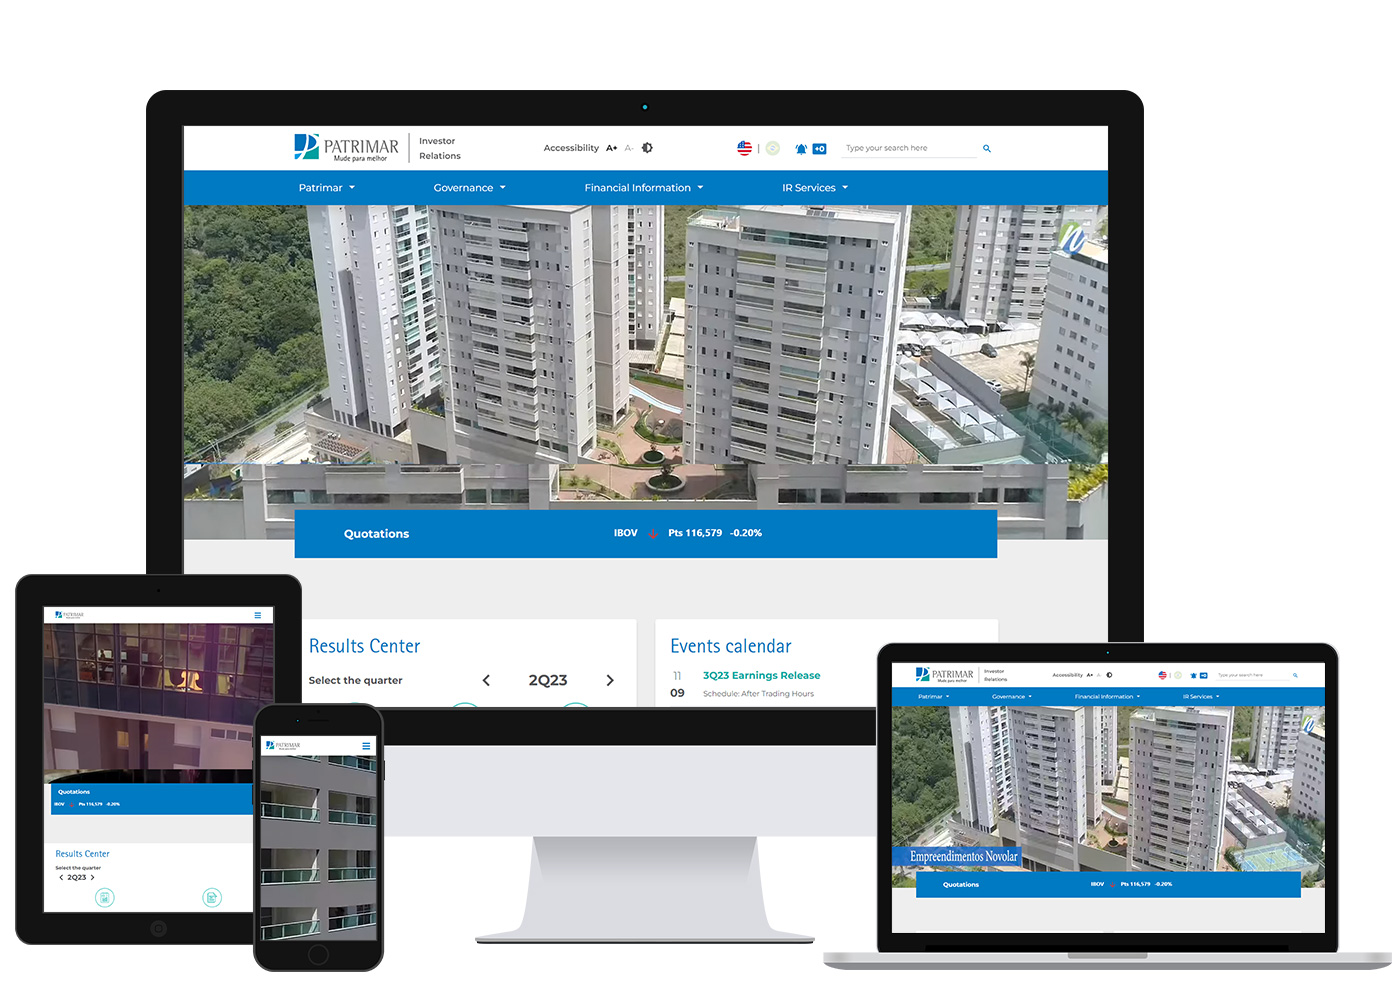 PATRIMAR
Mude para melhor
Investor
Relations
Accessibility A+ A-
+0
Type your search here
Patrimar
Governance
Financial Information
IR Services
n
Quotations
IBOV Pts 116,579 -0.20%
Results Center
Select the quarter
2Q23
Events calendar
11
09
3Q23 Earnings Release
Schedule: After Trading Hours
PATRIMAR
Quotations
IBOV Pts 116,579 -0.20%
Results Center
Select the quarter
2Q23
PATRIMAR
PATRIMAR
Mude para melhor
Investor
Relations
Accessibility A+ A-
Type your search here
Patrimar
Governance
Financial Information
IR Services
n
Empreendimentos Novolar
Quotations
IBOV Pts 116,579 -0.20%